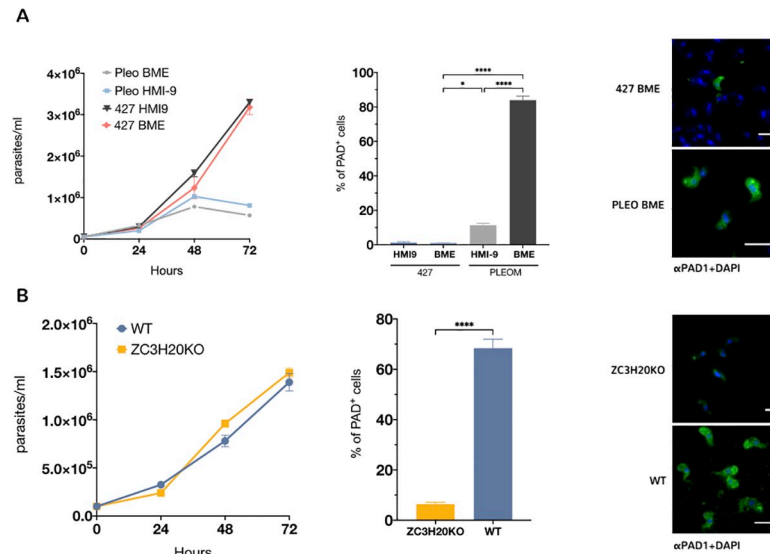 A
Pleo BME
Pleo HMI-9
427 HMI9
427 BME
4×10⁶
3×10⁶
2×10⁶
1×10⁶
0
parasites/ml
0 24 48 72
Hours
100
80
60
40
20
0
% of PAD⁺ cells
****
* ****
HMI9 BME HMI-9 BME
427 PLEOM
427 BME
PLEO BME
αPAD1+DAPI
B
WT
ZC3H20KO
2.0×10⁶
1.5×10⁶
1.0×10⁶
5.0×10⁵
0
parasites/ml
0 24 48 72
Hours
80
60
40
20
0
% of PAD⁺ cells
****
ZC3H20KO WT
ZC3H20KO
WT
αPAD1+DAPI